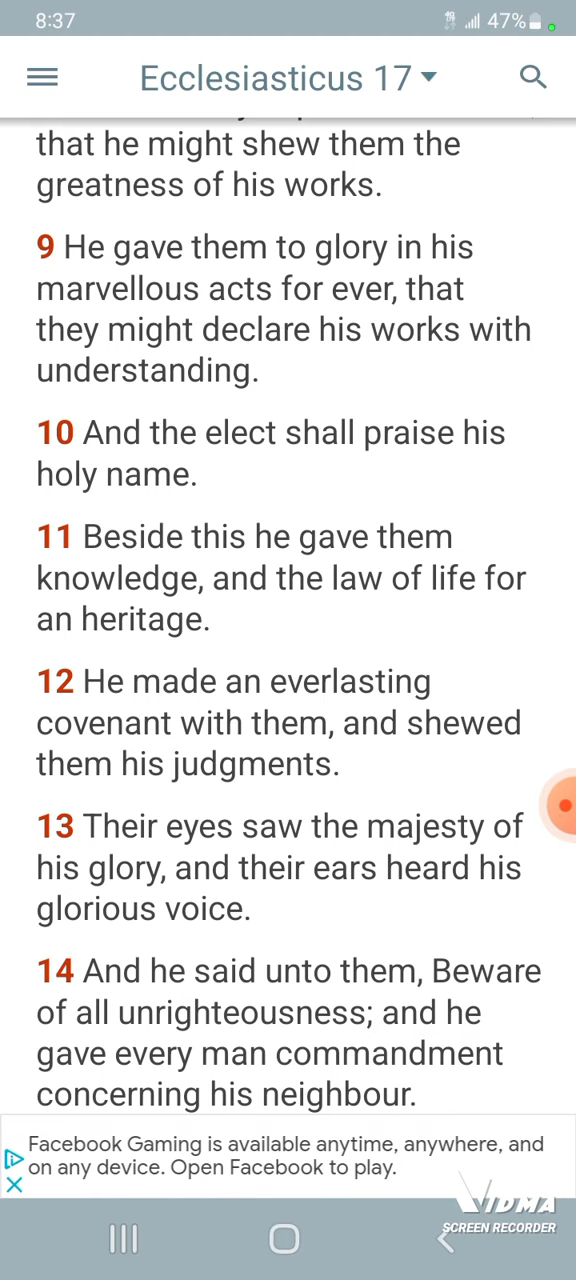 8:37
47%
Ecclesiasticus 17
that he might shew them the
greatness of his works.
9 He gave them to glory in his
marvellous acts for ever, that
they might declare his works with
understanding.
10 And the elect shall praise his
holy name.
11 Beside this he gave them
knowledge, and the law of life for
an heritage.
12 He made an everlasting
covenant with them, and shewed
them his judgments.
13 Their eyes saw the majesty of
his glory, and their ears heard his
glorious voice.
14 And he said unto them, Beware
of all unrighteousness; and he
gave every man commandment
concerning his neighbour.
Facebook Gaming is available anytime, anywhere, and
on any device. Open Facebook to play.
VIDMA
SCREEN RECORDER